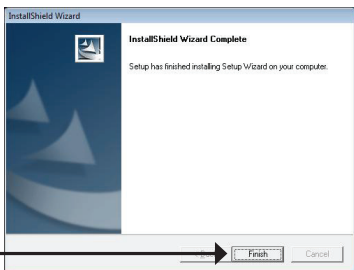 InstallShield Wizard
InstallShield Wizard Complete
Setup has finished installing Setup Wizard on your computer.
Finish
Cancel